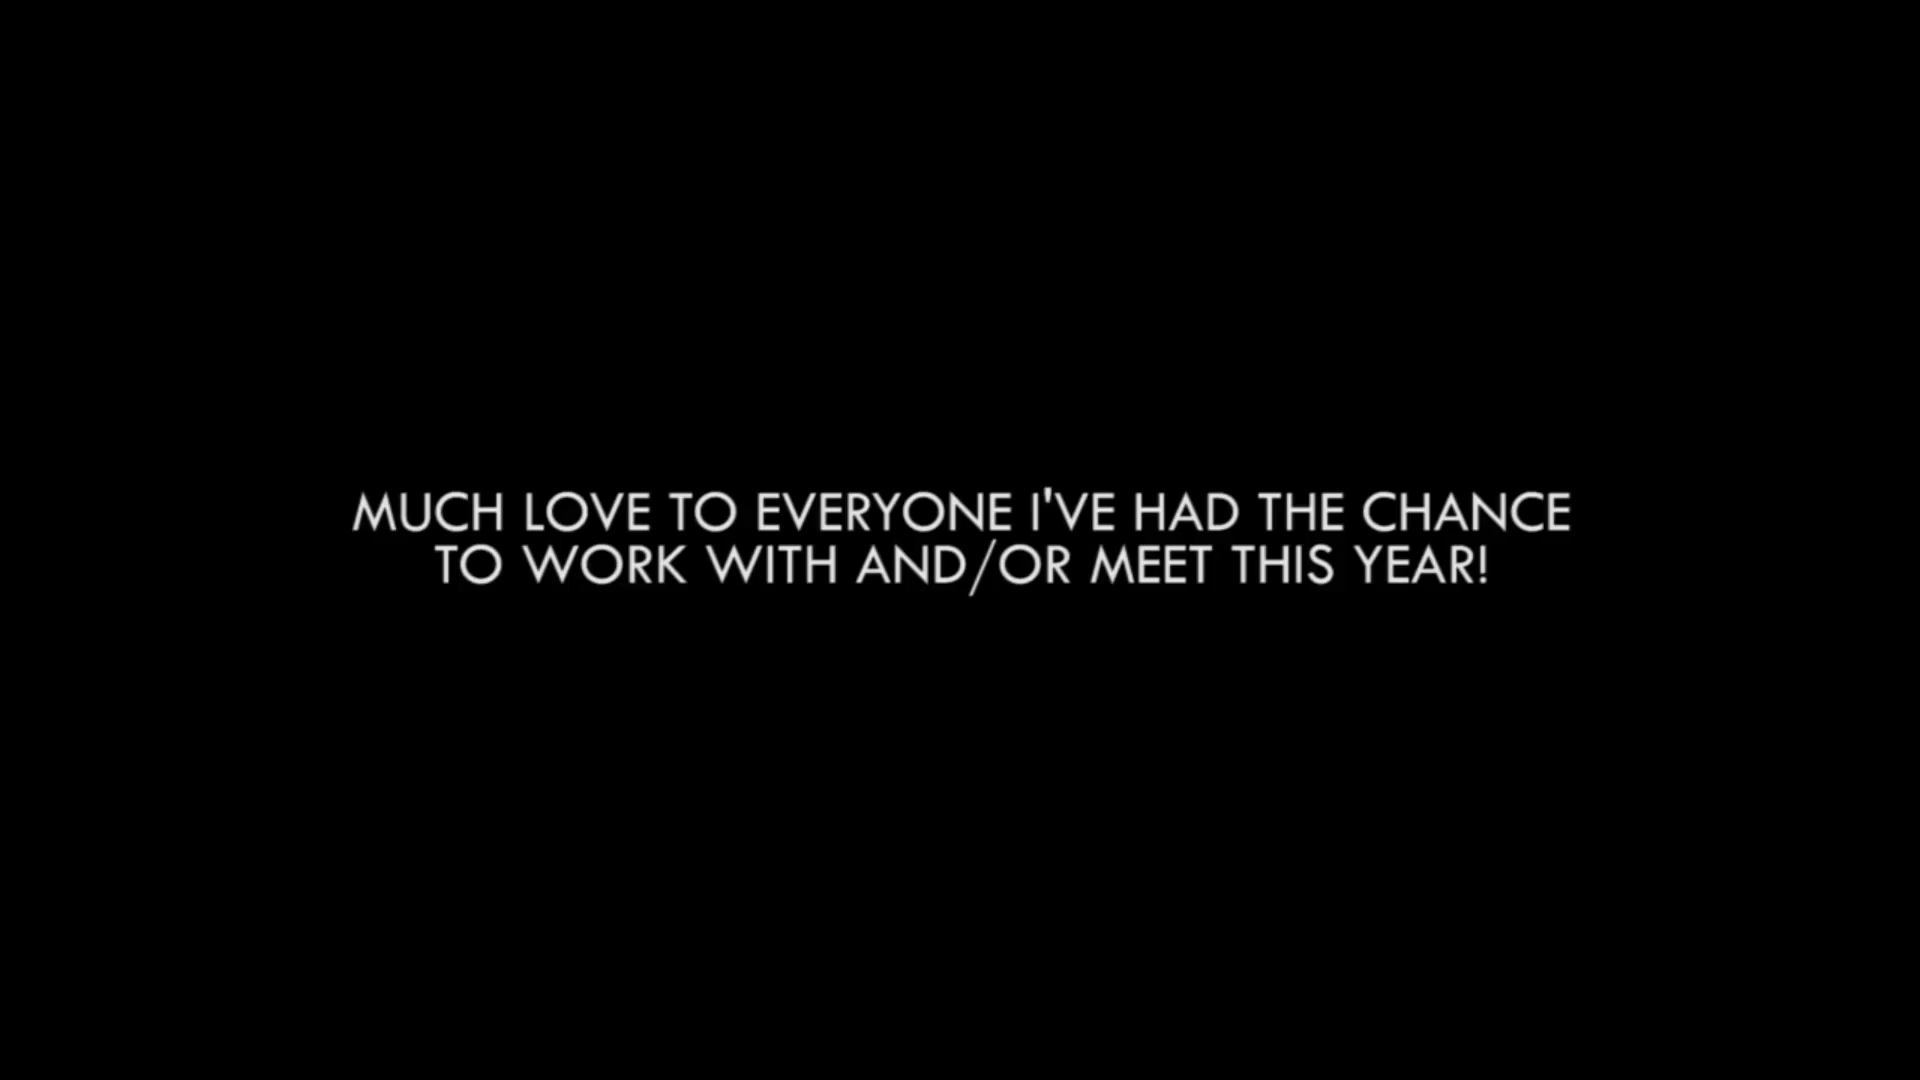 MUCH LOVE TO EVERYONE I'VE HAD THE CHANCE
TO WORK WITH AND/OR MEET THIS YEAR!